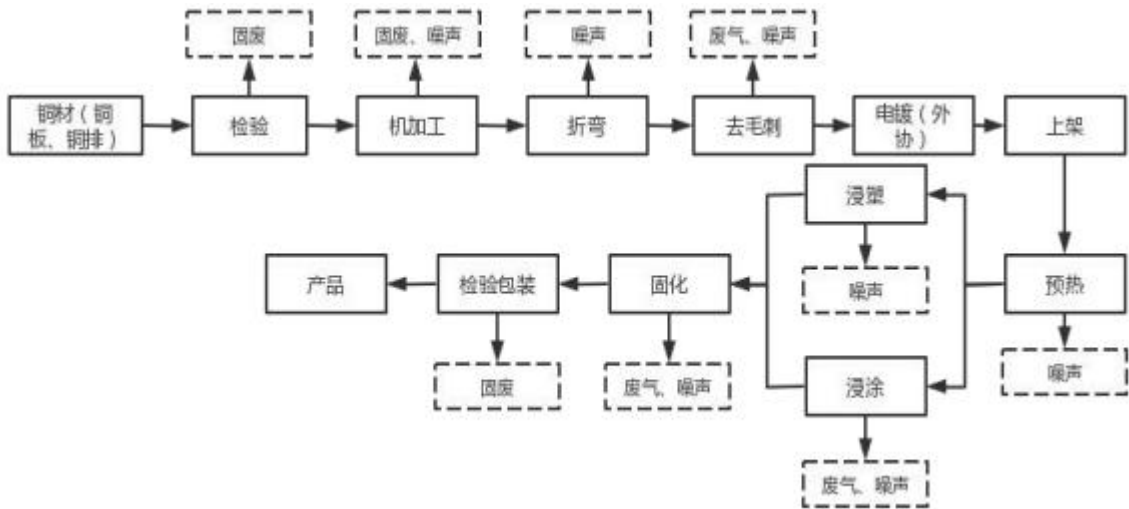 固废
固废、噪声
噪声
废气、噪声
铜材（铜
板、铜排）
检验
机加工
折弯
去毛刺
电镀（外
协）
上架
浸塑
噪声
产品
检验包装
固化
预热
固废
废气、噪声
浸涂
噪声
废气、噪声